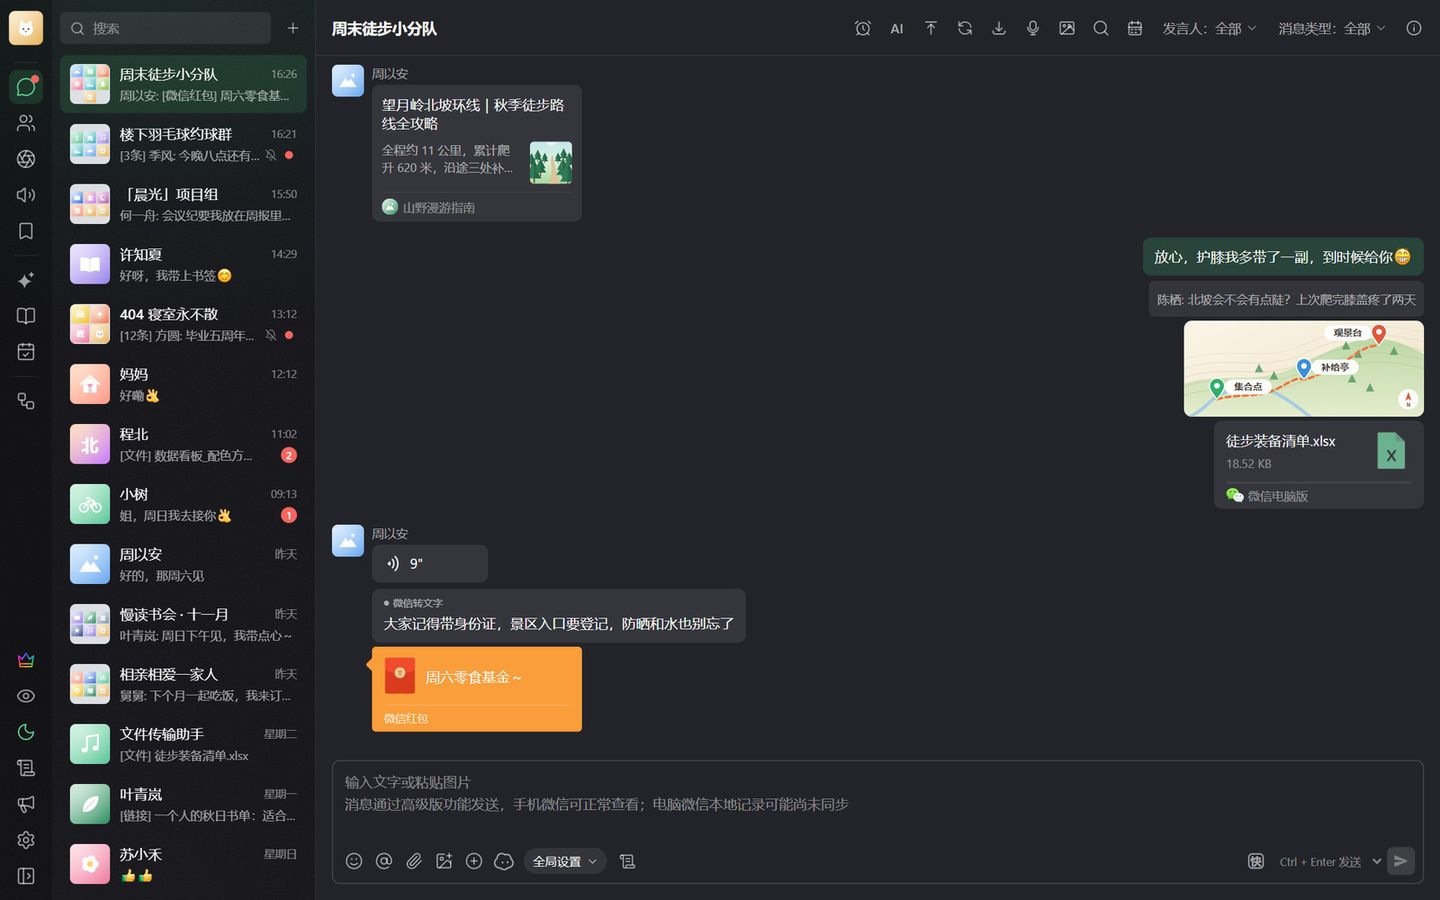 搜索
周末徒步小分队
16:26
周以安: [微信红包] 周六零食基...
楼下羽毛球约球群
16:21
[3条] 季风: 今晚八点还有...
「晨光」项目组
15:50
何一舟: 会议纪要我放在周报里...
许知夏
14:29
好呀，我带上书签😊
404 寝室永不散
13:12
[12条] 方圆: 毕业五周年...
妈妈
12:12
好嘞👌
北
程北
11:02
[文件] 数据看板_配色方...
2
小树
09:13
姐，周日我去接你👌
1
周以安
昨天
好的，那周六见
慢读书会 · 十一月
昨天
叶青岚: 周日下午见，我带点心～
相亲相爱一家人
昨天
舅舅: 下个月一起吃饭，我来订...
文件传输助手
星期二
[文件] 徒步装备清单.xlsx
叶青岚
星期一
[链接] 一个人的秋日书单：适合...
苏小禾
星期日
👍👍
周末徒步小分队
AI
发言人：全部
消息类型：全部
周以安
望月岭北坡环线 | 秋季徒步路
线全攻略
全程约 11 公里，累计爬
升 620 米，沿途三处补...
山野漫游指南
放心，护膝我多带了一副，到时候给你😁
陈栖: 北坡会不会有点陡？上次爬完膝盖疼了两天
观景台
补给亭
集合点
N
徒步装备清单.xlsx
18.52 KB
X
微信电脑版
周以安
9"
微信转文字
大家记得带身份证，景区入口要登记，防晒和水也别忘了
周六零食基金～
微信红包
输入文字或粘贴图片
消息通过高级版功能发送，手机微信可正常查看；电脑微信本地记录可能尚未同步
全局设置
快
Ctrl + Enter 发送